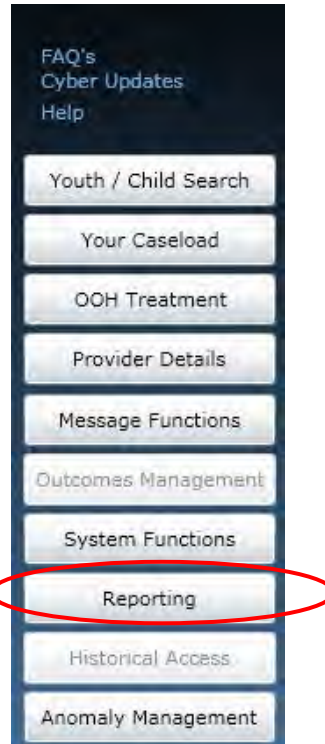 FAQ's
Cyber Updates
Help
Youth / Child Search
Your Caseload
OOH Treatment
Provider Details
Message Functions
Outcomes Management
System Functions
Reporting
Historical Access
Anomaly Management